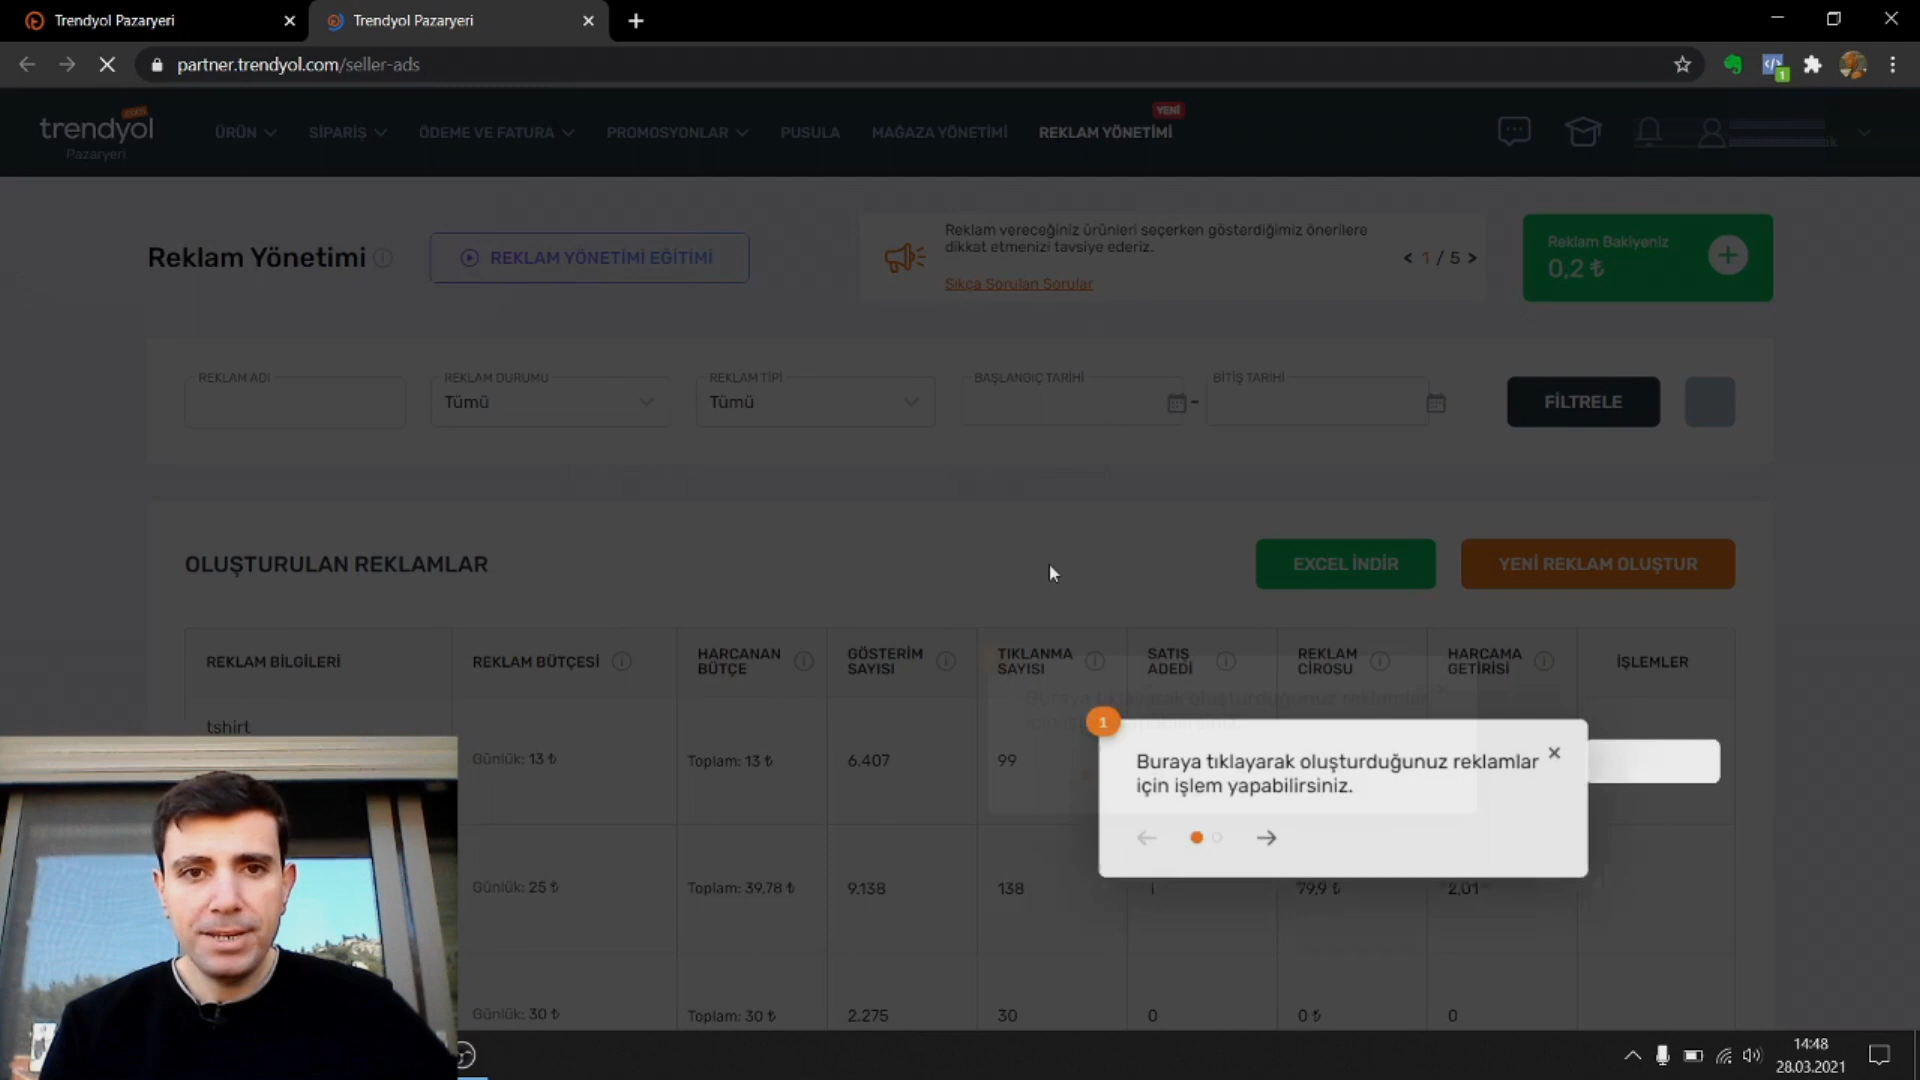 Trendyol Pazaryeri
Trendyol Pazaryeri
partner.trendyol.com/seller-ads
1
trendyol
.com
Pazaryeri
ÜRÜN
SİPARİŞ
ÖDEME VE FATURA
PROMOSYONLAR
PUSULA
MAĞAZA YÖNETİMİ
YENİ
REKLAM YÖNETİMİ
Reklam Yönetimi
REKLAM YÖNETİMİ EĞİTİMİ
Reklam vereceğiniz ürünleri seçerken gösterdiğimiz önerilere
dikkat etmenizi tavsiye ederiz.
Sıkça Sorulan Sorular
< 1 / 5 >
Reklam Bakiyeniz
0,2 ₺
REKLAM ADI
REKLAM DURUMU
Tümü
REKLAM TİPİ
Tümü
BAŞLANGIÇ TARİHİ
-
BİTİŞ TARİHİ
FİLTRELE
OLUŞTURULAN REKLAMLAR
EXCEL İNDİR
YENİ REKLAM OLUŞTUR
REKLAM BİLGİLERİ
REKLAM BÜTÇESİ
HARCANAN
BÜTÇE
GÖSTERİM
SAYISI
TIKLANMA
SAYISI
SATIŞ
ADEDİ
REKLAM
CİROSU
HARCAMA
GETİRİSİ
İŞLEMLER
tshirt
Günlük: 13 ₺
Toplam: 13 ₺
6.407
99
1
Buraya tıklayarak oluşturduğunuz reklamlar
için işlem yapabilirsiniz.
Günlük: 25 ₺
Toplam: 39,78 ₺
9.138
138
1
79,9 ₺
2,01
Günlük: 30 ₺
Toplam: 30 ₺
2.275
30
0
0 ₺
0
14:48
28.03.2021